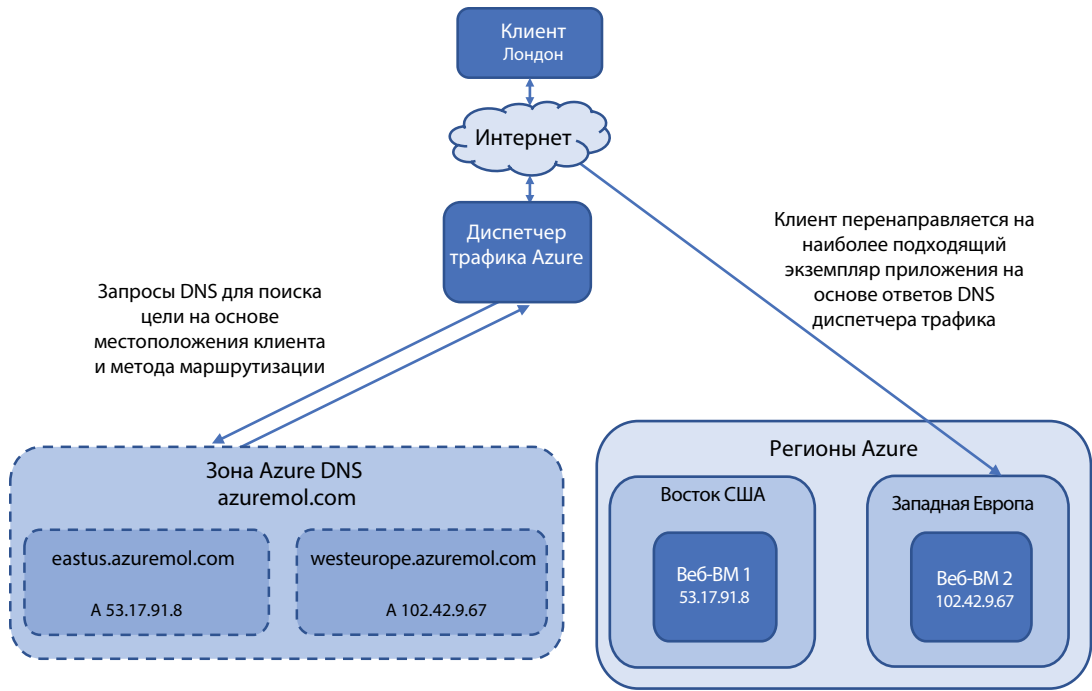 Клиент
Лондон
Интернет
Диспетчер
трафика Azure
Клиент перенаправляется на
наиболее подходящий
экземпляр приложения на
основе ответов DNS
диспетчера трафика
Запросы DNS для поиска
цели на основе
местоположения клиента
и метода маршрутизации
Зона Azure DNS
azuremol.com
eastus.azuremol.com
A 53.17.91.8
westeurope.azuremol.com
A 102.42.9.67
Регионы Azure
Восток США
Веб-ВМ 1
53.17.91.8
Западная Европа
Веб-ВМ 2
102.42.9.67